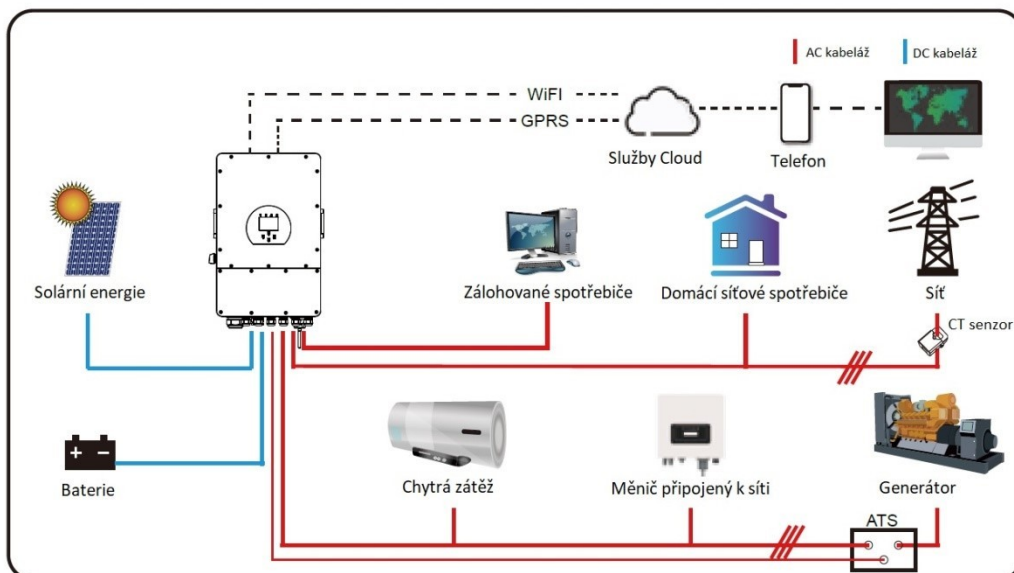 AC kabeláž
DC kabeláž
WiFI
GPRS
Služby Cloud
Telefon
Solární energie
Zálohované spotřebiče
Domácí síťové spotřebiče
Síť
CT senzor
Baterie
Chytrá zátěž
Měnič připojený k síti
Generátor
ATS